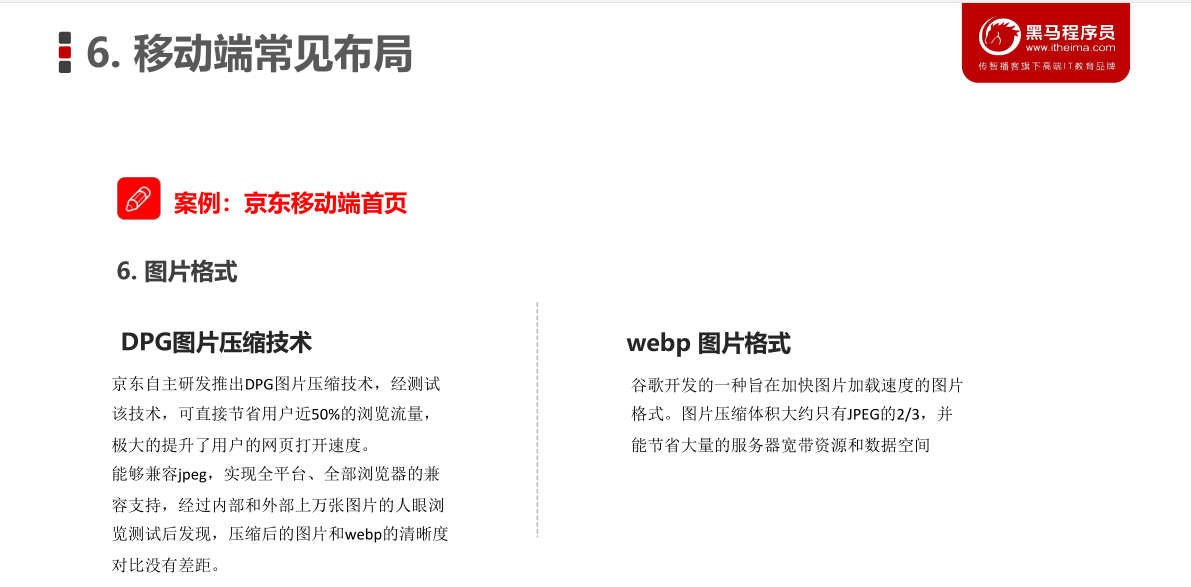 6. 移动端常见布局
黑马程序员
www.itheima.com
传智播客旗下高端IT教育品牌
案例：京东移动端首页
6. 图片格式
DPG图片压缩技术
京东自主研发推出DPG图片压缩技术，经测试
该技术，可直接节省用户近50%的浏览流量，
极大的提升了用户的网页打开速度。
能够兼容jpeg，实现全平台、全部浏览器的兼
容支持，经过内部和外部上万张图片的人眼浏
览测试后发现，压缩后的图片和webp的清晰度
对比没有差距。
webp 图片格式
谷歌开发的一种旨在加快图片加载速度的图片
格式。图片压缩体积大约只有JPEG的2/3，并
能节省大量的服务器宽带资源和数据空间